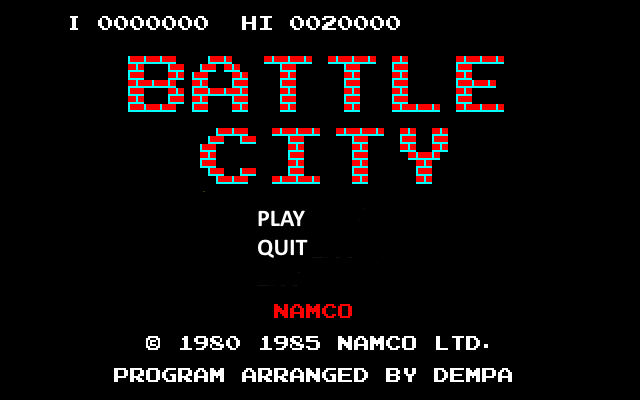 I 0000000 HI 0020000
BATTLE
CITY
PLAY
QUIT
NAMCO
© 1980 1985 NAMCO LTD.
PROGRAM ARRANGED BY DEMPA